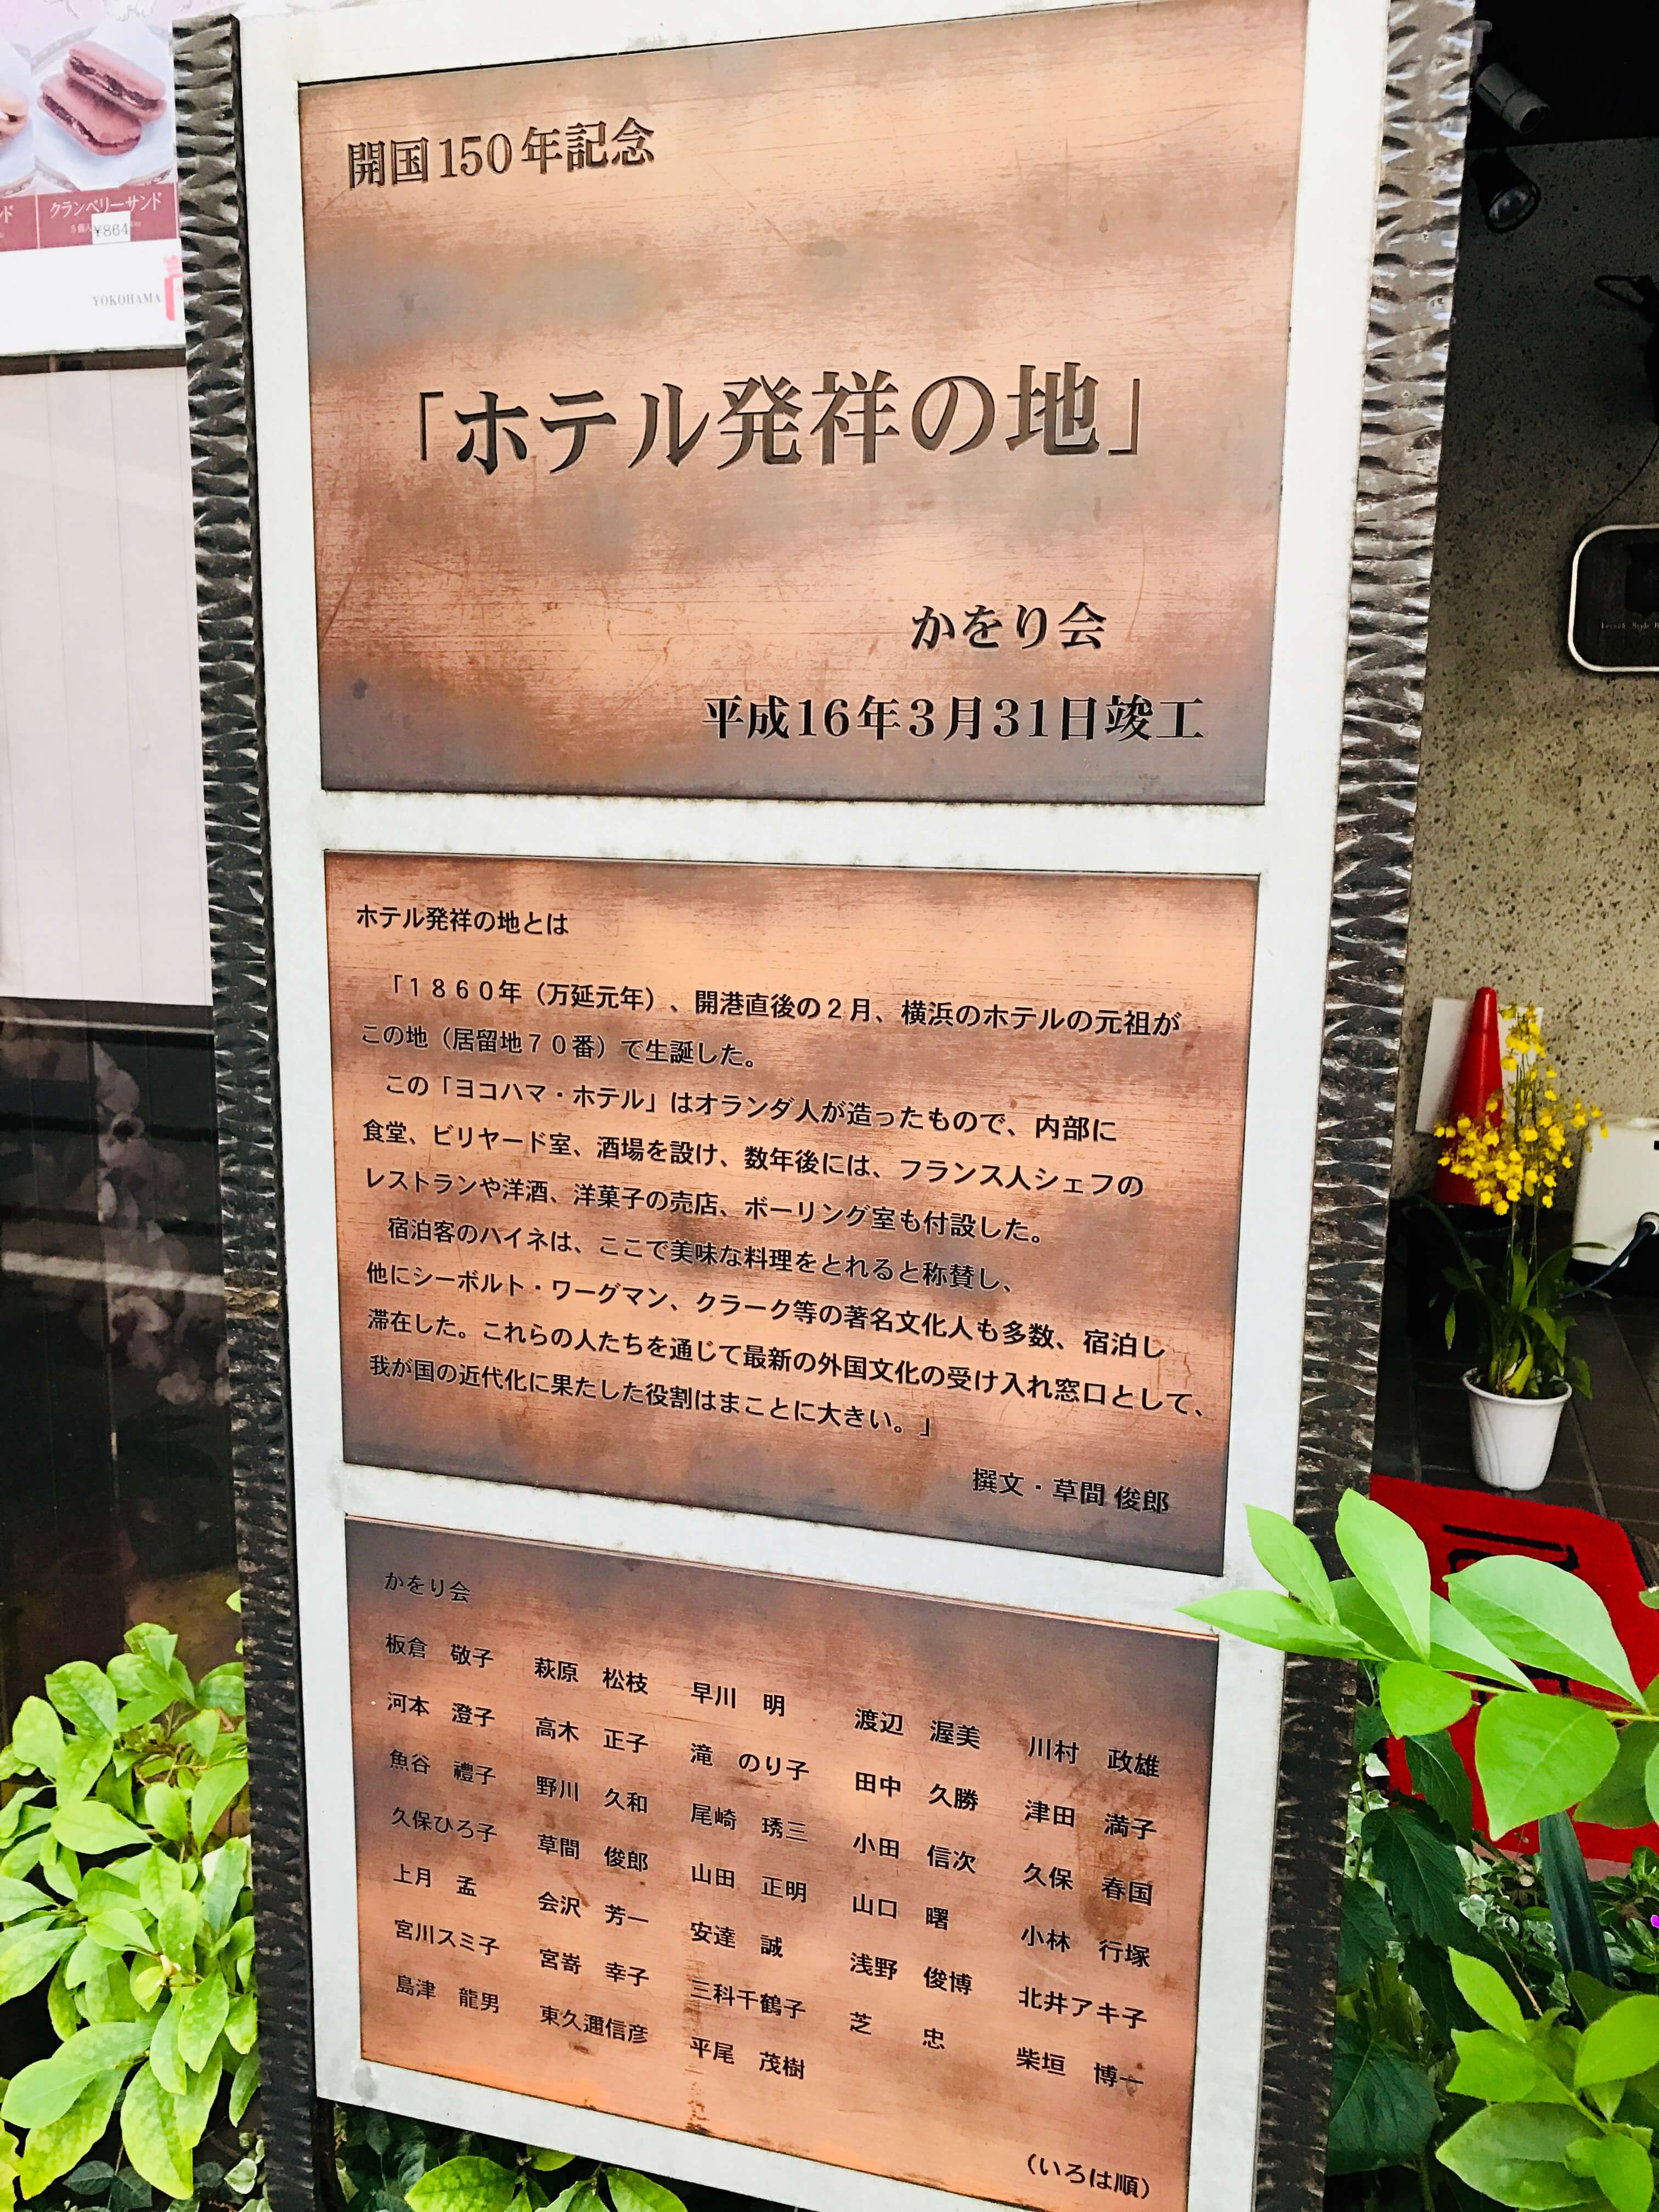 開国150年記念
「ホテル発祥の地」
かをり会
平成16年3月31日竣工
ホテル発祥の地とは
「1860年（万延元年）、開港直後の2月、横浜のホテルの元祖が
この地（居留地70番）で生誕した。
この「ヨコハマ・ホテル」はオランダ人が造ったもので、内部に
食堂、ビリヤード室、酒場を設け、数年後には、フランス人シェフの
レストランや洋酒、洋菓子の売店、ボーリング室も付設した。
宿泊客のハイネは、ここで美味な料理をとれると称賛し、
他にシーボルト・ワーグマン、クラーク等の著名文化人も多数、宿泊し
滞在した。これらの人たちを通じて最新の外国文化の受け入れ窓口として、
我が国の近代化に果たした役割はまことに大きい。」
撰文・草間 俊郎
かをり会
板倉 敬子 萩原 松枝 早川 明 渡辺 渥美 川村 政雄
河本 澄子 高木 正子 滝 のり子 田中 久勝 津田 満子
魚谷 禮子 野川 久和 尾崎 琇三 小田 信次 久保 春国
久保ひろ子 草間 俊郎 山田 正明 山口 曙 小林 行塚
上月 孟 会沢 芳一 安達 誠 浅野 俊博 北井アキ子
宮川スミ子 宮嵜 幸子 三科千鶴子 芝 忠 柴垣 博一
島津 龍男 東久邇信彦 平尾 茂樹
（いろは順）
ド
クランベリーサンド
¥864
YOKOHAMA